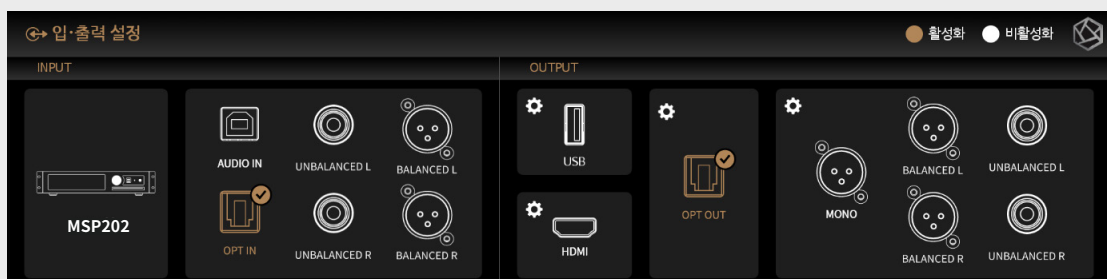 입·출력 설정
활성화
비활성화
INPUT
OUTPUT
MSP202
AUDIO IN
UNBALANCED L
BALANCED L
OPT IN
UNBALANCED R
BALANCED R
USB
HDMI
OPT OUT
MONO
BALANCED L
UNBALANCED L
BALANCED R
UNBALANCED R